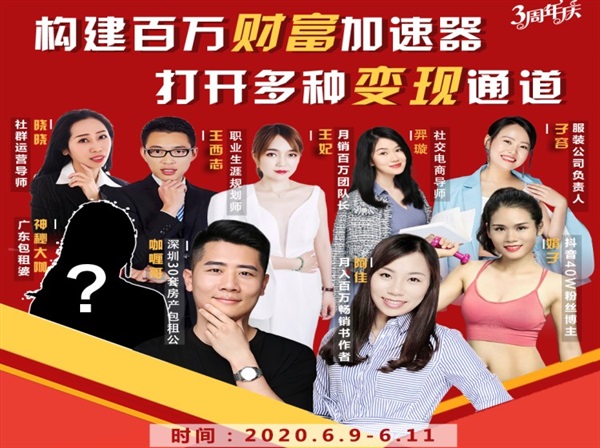 3周年庆
构建百万财富加速器
打开多种变现通道
晓晓
社群运营导师
王西志
职业生涯规划师
王妃
月销百万团队长
羿璇
社交电商导师
子容
服装公司负责人
神秘大咖
广东包租婆
?
咖喱哥
深圳30套房产包租公
阿佳
月入百万畅销书作者
娟子
抖音40W粉丝博主
时间:2020.6.9-6.11